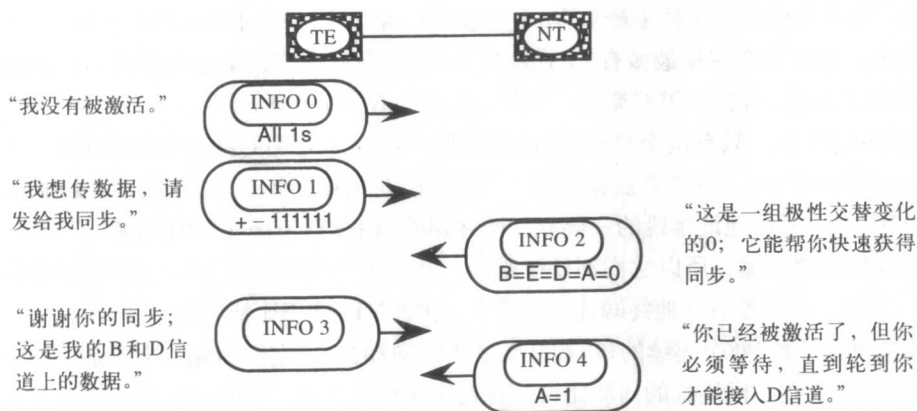 TE
NT
“我没有被激活。”
INFO 0
All 1s
“我想传数据，请
发给我同步。”
INFO 1
+－111111
“这是一组极性交替变化
的0；它能帮你快速获得
同步。”
INFO 2
B=E=D=A=0
“谢谢你的同步；
这是我的B和D信
道上的数据。”
INFO 3
“你已经被激活了，但你
必须等待，直到轮到你
才能接入D信道。”
INFO 4
A=1